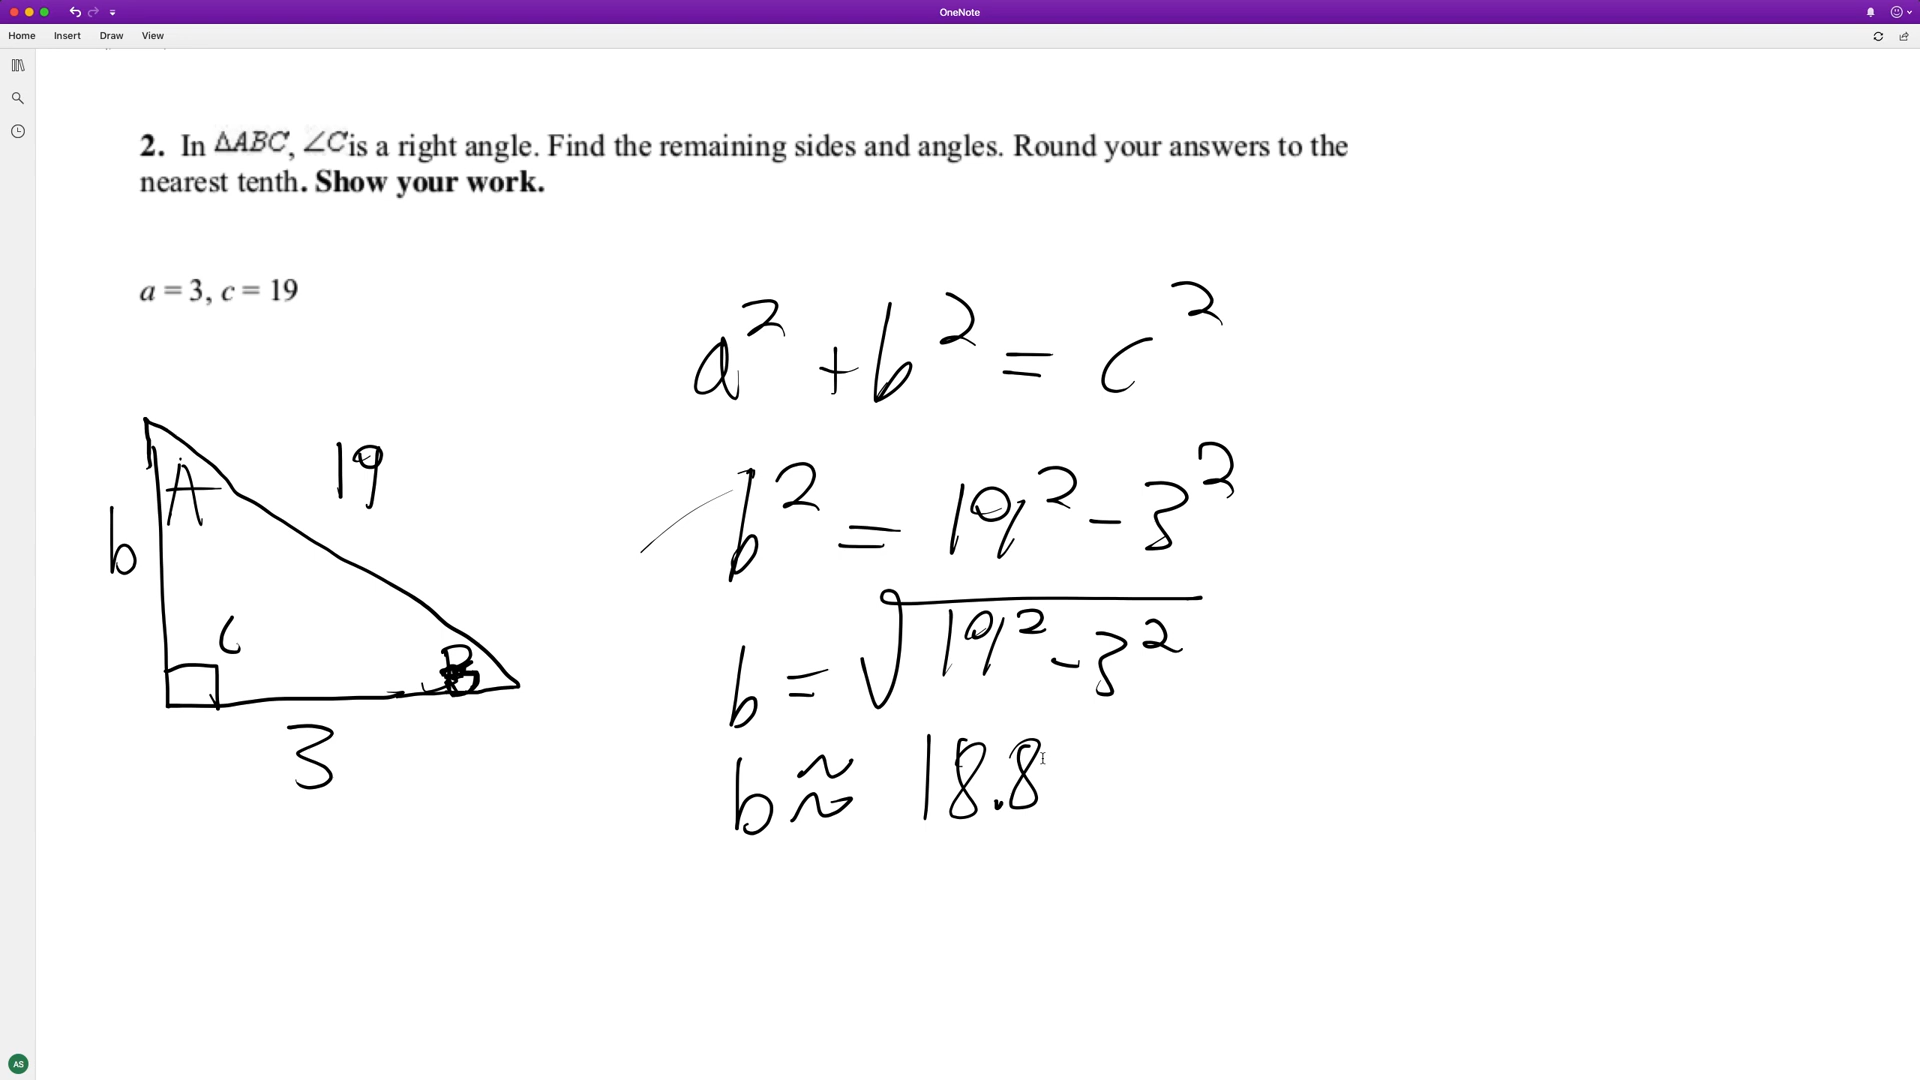 OneNote
Home Insert Draw View
2. In ΔABC, ∠C is a right angle. Find the remaining sides and angles. Round your answers to the
nearest tenth. Show your work.
a = 3, c = 19
a² + b² = c²
19
A
b
b² = 19² - 3²
C
b = √19² - 3²
B
3
b ≈ 18.8
AS